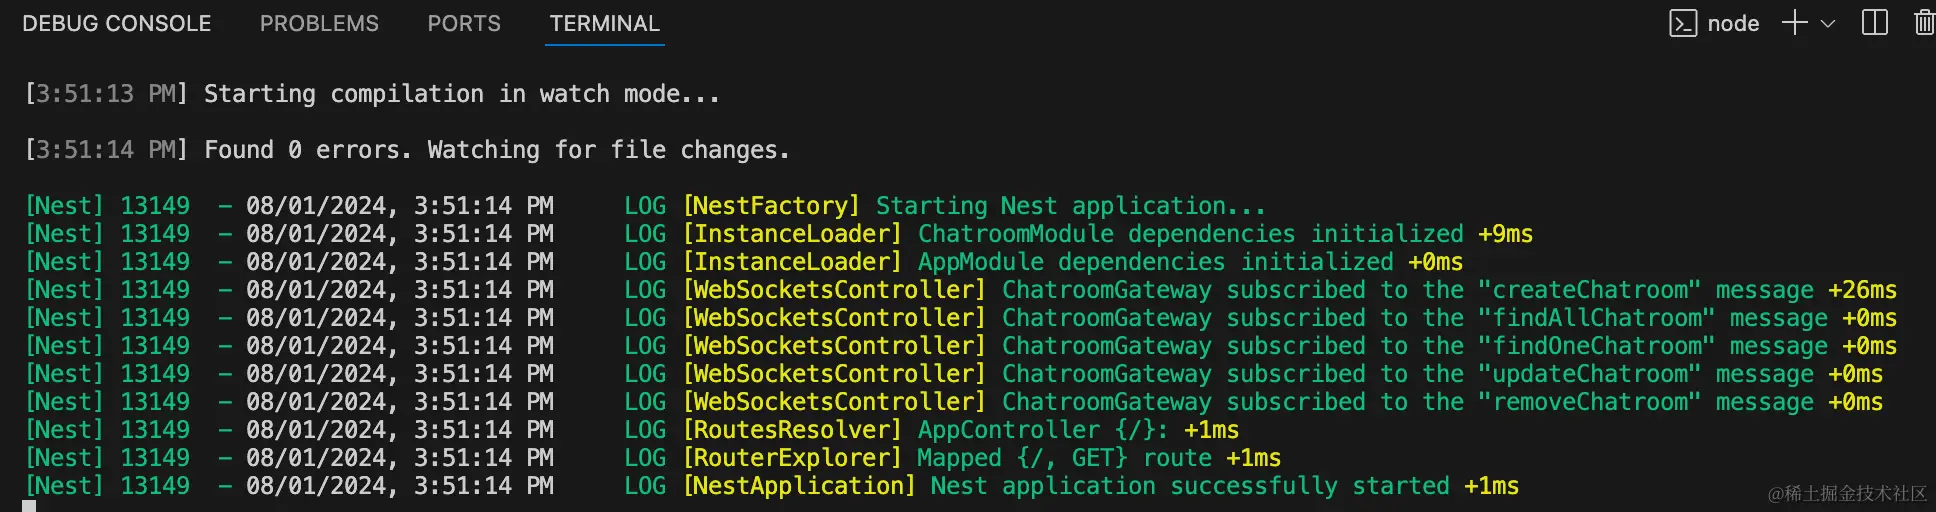 DEBUG CONSOLE PROBLEMS PORTS TERMINAL node
[3:51:13 PM] Starting compilation in watch mode...
[3:51:14 PM] Found 0 errors. Watching for file changes.
[Nest] 13149  - 08/01/2024, 3:51:14 PM     LOG [NestFactory] Starting Nest application...
[Nest] 13149  - 08/01/2024, 3:51:14 PM     LOG [InstanceLoader] ChatroomModule dependencies initialized +9ms
[Nest] 13149  - 08/01/2024, 3:51:14 PM     LOG [InstanceLoader] AppModule dependencies initialized +0ms
[Nest] 13149  - 08/01/2024, 3:51:14 PM     LOG [WebSocketsController] ChatroomGateway subscribed to the "createChatroom" message +26ms
[Nest] 13149  - 08/01/2024, 3:51:14 PM     LOG [WebSocketsController] ChatroomGateway subscribed to the "findAllChatroom" message +0ms
[Nest] 13149  - 08/01/2024, 3:51:14 PM     LOG [WebSocketsController] ChatroomGateway subscribed to the "findOneChatroom" message +0ms
[Nest] 13149  - 08/01/2024, 3:51:14 PM     LOG [WebSocketsController] ChatroomGateway subscribed to the "updateChatroom" message +0ms
[Nest] 13149  - 08/01/2024, 3:51:14 PM     LOG [WebSocketsController] ChatroomGateway subscribed to the "removeChatroom" message +0ms
[Nest] 13149  - 08/01/2024, 3:51:14 PM     LOG [RoutesResolver] AppController {/}: +1ms
[Nest] 13149  - 08/01/2024, 3:51:14 PM     LOG [RouterExplorer] Mapped {/, GET} route +1ms
[Nest] 13149  - 08/01/2024, 3:51:14 PM     LOG [NestApplication] Nest application successfully started +1ms
@稀土掘金技术社区